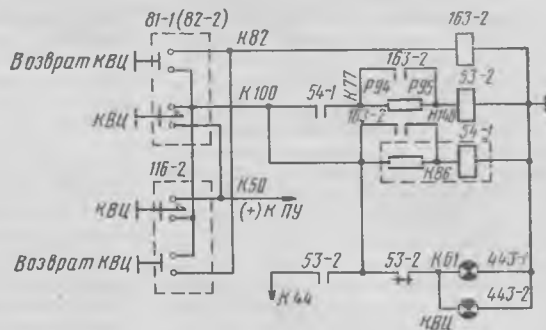 81-1(82-2)
К82
163-2
Возврат КВЦ
163-2
53-2
К77
Р94
Р95
К100
54-1
Н148
КВЦ
163-2
54-1
116-2
К50
К86
(+) К ПУ
КВЦ
Возврат КВЦ
53-2
53-2
К61
443-1
К44
443-2
КВЦ